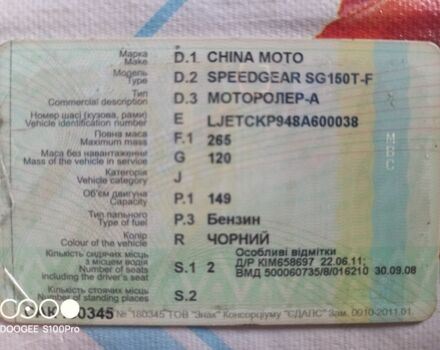 Марка D.1 CHINA MOTO
Make
Модель D.2 SPEEDGEAR SG150T-F
Type
Тип D.3 МОТОРОЛЕР-А
Commercial description
Номер шасі (кузова, рами) E LJETCKP948A600038
Vehicle identification number
Повна маса F.1 265
Maximum mass
Маса без навантаження G 120
Mass of the vehicle in service
Категорія J
Vehicle category
Об'єм двигуна P.1 149
Capacity
Тип пального P.3 Бензин
Type of fuel
Колір R ЧОРНИЙ
Colour of the vehicle
Кількість сидячих місць S.1 2 Особливі відмітки
з місцем водія Д/Р КІМ658697 22.06.11;
Number of seats ВМД 500060735/8/016210 30.09.08
including the driver's seat
Кількість стоячих місць S.2
Number of standing places
МВС
0345 № 180345 ТОВ "Знак" Консорціуму "ЄДАПС" Зам. 0010-2011.01.
DOOGEE S100Pro